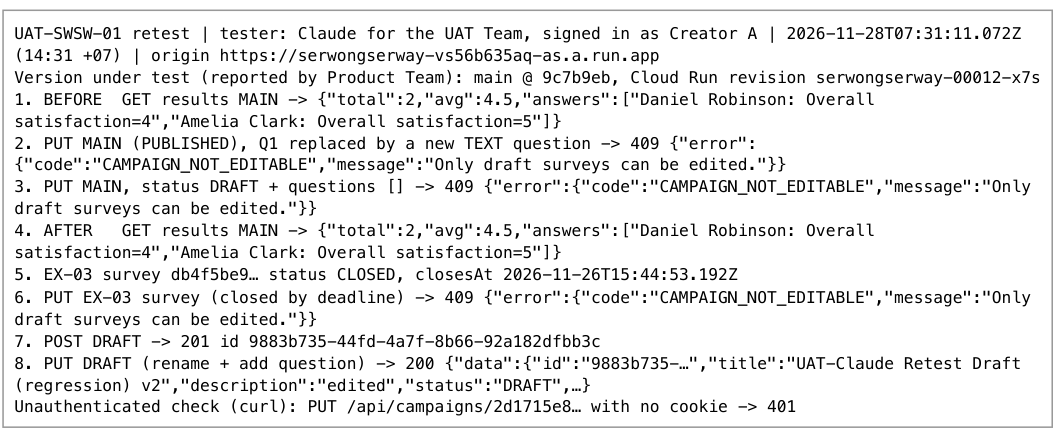 UAT-SWSW-01 retest | tester: Claude for the UAT Team, signed in as Creator A | 2026-11-28T07:31:11.072Z
(14:31 +07) | origin https://serwongserway-vs56b635aq-as.a.run.app
Version under test (reported by Product Team): main @ 9c7b9eb, Cloud Run revision serwongserway-00012-x7s
1. BEFORE  GET results MAIN -> {"total":2,"avg":4.5,"answers":["Daniel Robinson: Overall
satisfaction=4","Amelia Clark: Overall satisfaction=5"]}
2. PUT MAIN (PUBLISHED), Q1 replaced by a new TEXT question -> 409 {"error":
{"code":"CAMPAIGN_NOT_EDITABLE","message":"Only draft surveys can be edited."}}
3. PUT MAIN, status DRAFT + questions [] -> 409 {"error":{"code":"CAMPAIGN_NOT_EDITABLE","message":"Only
draft surveys can be edited."}}
4. AFTER   GET results MAIN -> {"total":2,"avg":4.5,"answers":["Daniel Robinson: Overall
satisfaction=4","Amelia Clark: Overall satisfaction=5"]}
5. EX-03 survey db4f5be9… status CLOSED, closesAt 2026-11-26T15:44:53.192Z
6. PUT EX-03 survey (closed by deadline) -> 409 {"error":{"code":"CAMPAIGN_NOT_EDITABLE","message":"Only
draft surveys can be edited."}}
7. POST DRAFT -> 201 id 9883b735-44fd-4a7f-8b66-92a182dfbb3c
8. PUT DRAFT (rename + add question) -> 200 {"data":{"id":"9883b735-…","title":"UAT-Claude Retest Draft
(regression) v2","description":"edited","status":"DRAFT",…}
Unauthenticated check (curl): PUT /api/campaigns/2d1715e8… with no cookie -> 401